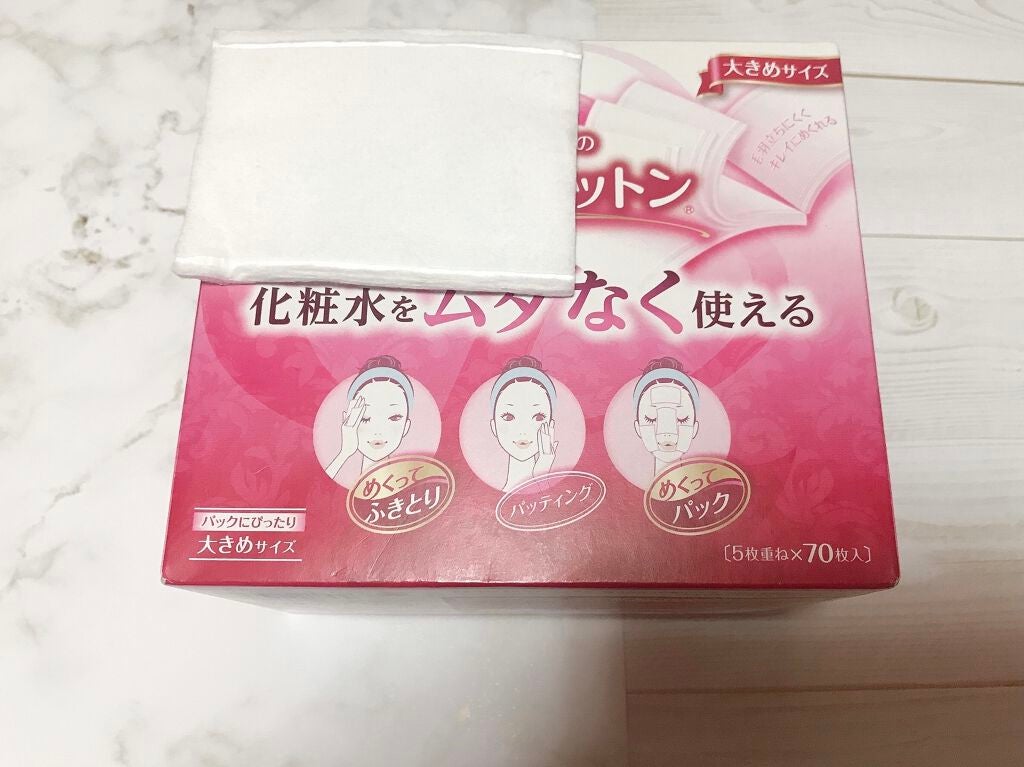 大きめサイズ
毛羽立ちにくく
キレイにめくれる
の
ットン®
化粧水をムダなく使える
めくって
ふきとり
パッティング
めくって
パック
パックにぴったり
大きめサイズ
〔5枚重ね×70枚入〕